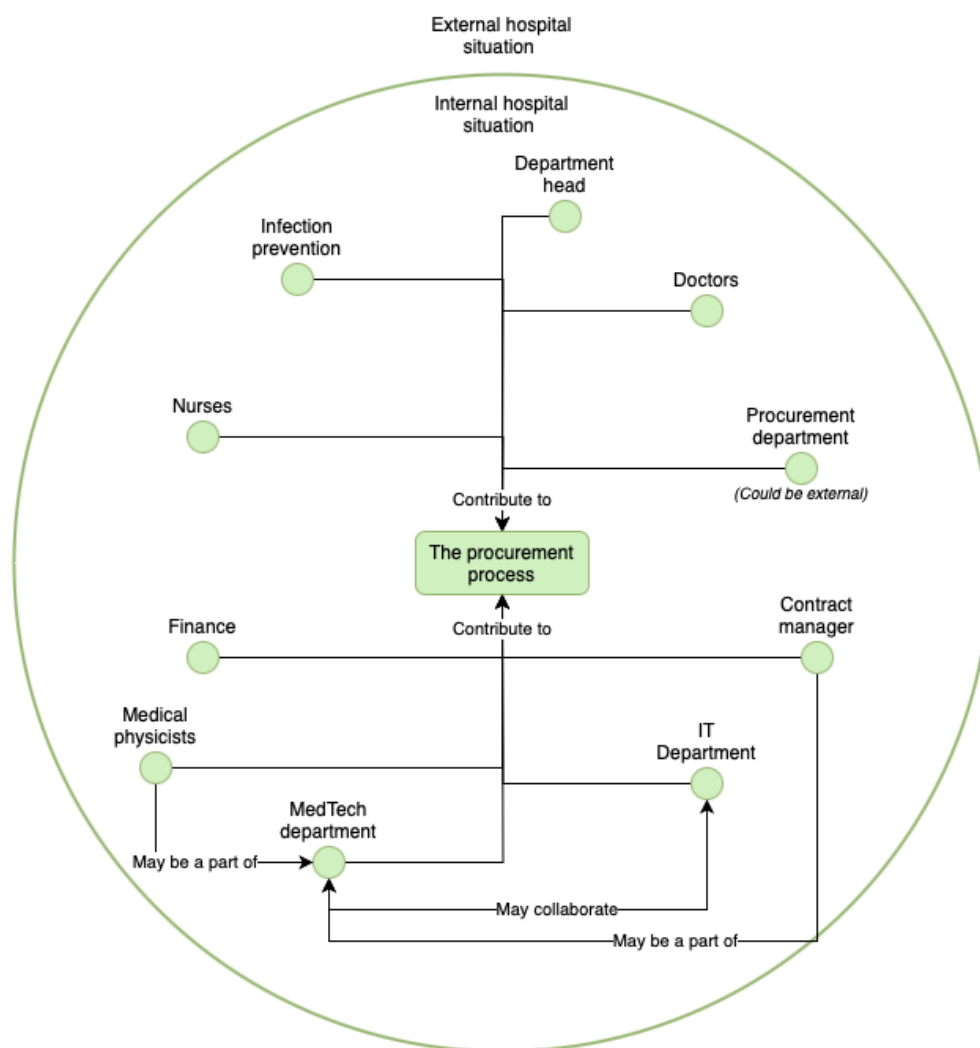 External hospital
situation
Internal hospital
situation
Department
head
Infection
prevention
Doctors
Nurses
Procurement
department
(Could be external)
Contribute to
The procurement
process
Contribute to
Finance
Contract
manager
Medical
physicists
IT
Department
MedTech
department
May be a part of
May collaborate
May be a part of